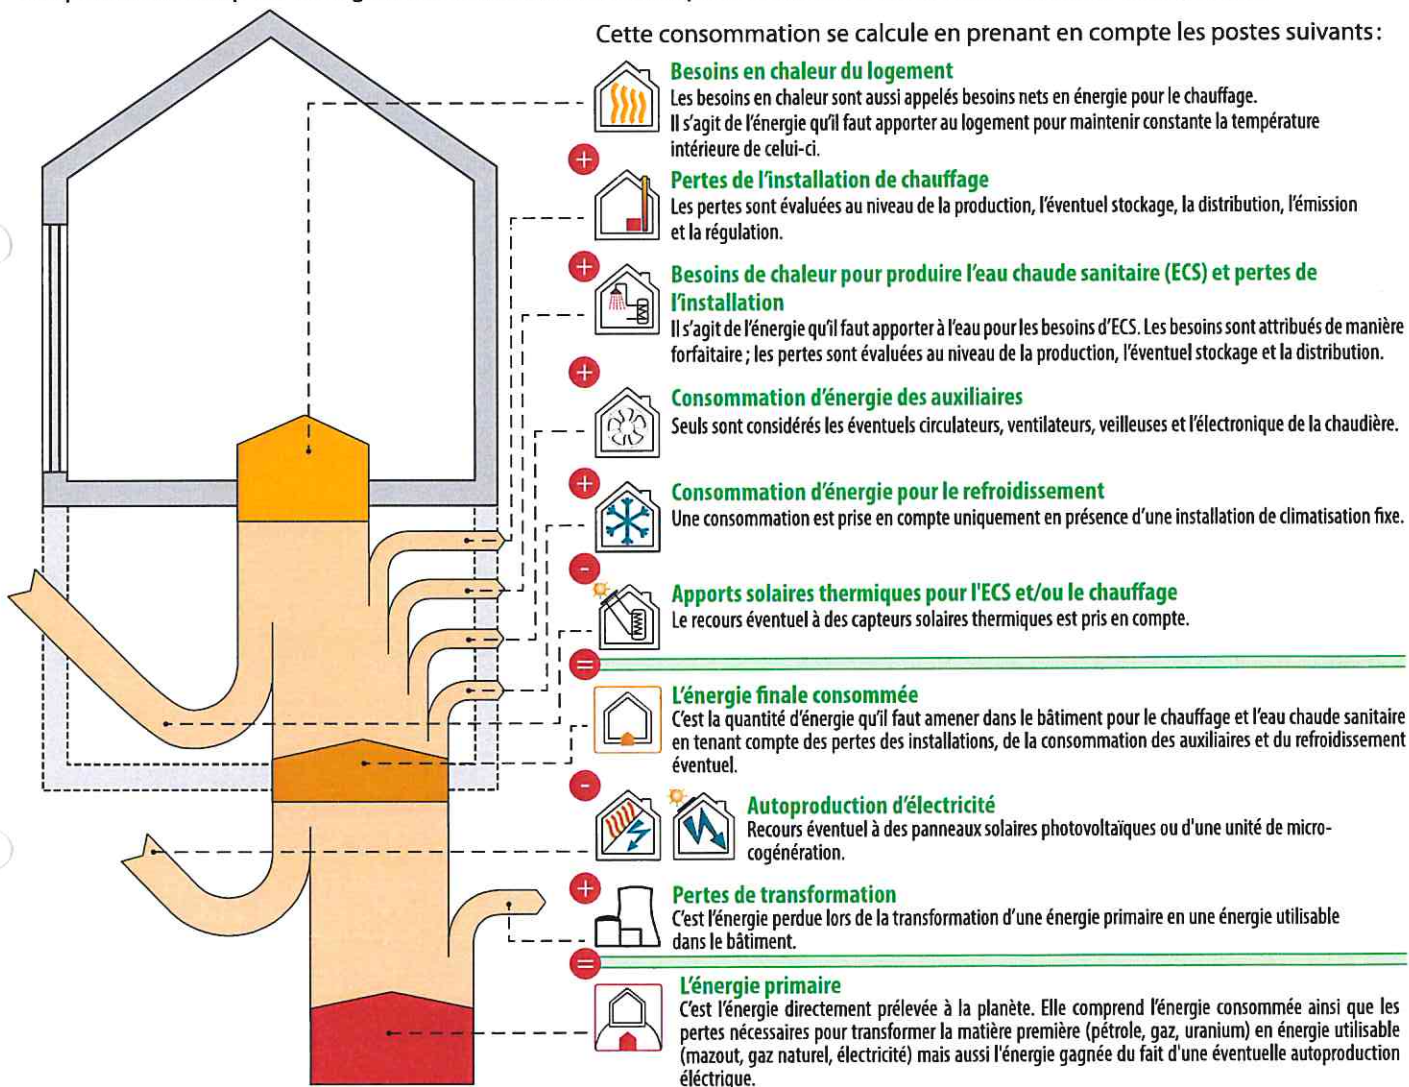 Cette consommation se calcule en prenant en compte les postes suivants :
Besoins en chaleur du logement
Les besoins en chaleur sont aussi appelés besoins nets en énergie pour le chauffage.
Il s'agit de l'énergie qu'il faut apporter au logement pour maintenir constante la température
intérieure de celui-ci.
+
Pertes de l'installation de chauffage
Les pertes sont évaluées au niveau de la production, l'éventuel stockage, la distribution, l'émission
et la régulation.
+
Besoins de chaleur pour produire l'eau chaude sanitaire (ECS) et pertes de
l'installation
Il s'agit de l'énergie qu'il faut apporter à l'eau pour les besoins d'ECS. Les besoins sont attribués de manière
forfaitaire ; les pertes sont évaluées au niveau de la production, l'éventuel stockage et la distribution.
+
Consommation d'énergie des auxiliaires
Seuls sont considérés les éventuels circulateurs, ventilateurs, veilleuses et l'électronique de la chaudière.
+
Consommation d'énergie pour le refroidissement
Une consommation est prise en compte uniquement en présence d'une installation de climatisation fixe.
-
Apports solaires thermiques pour l'ECS et/ou le chauffage
Le recours éventuel à des capteurs solaires thermiques est pris en compte.
=
L'énergie finale consommée
C'est la quantité d'énergie qu'il faut amener dans le bâtiment pour le chauffage et l'eau chaude sanitaire
en tenant compte des pertes des installations, de la consommation des auxiliaires et du refroidissement
éventuel.
-
Autoproduction d'électricité
Recours éventuel à des panneaux solaires photovoltaïques ou d'une unité de micro-
cogénération.
+
Pertes de transformation
C'est l'énergie perdue lors de la transformation d'une énergie primaire en une énergie utilisable
dans le bâtiment.
=
L'énergie primaire
C'est l'énergie directement prélevée à la planète. Elle comprend l'énergie consommée ainsi que les
pertes nécessaires pour transformer la matière première (pétrole, gaz, uranium) en énergie utilisable
(mazout, gaz naturel, électricité) mais aussi l'énergie gagnée du fait d'une éventuelle autoproduction
éléctrique.